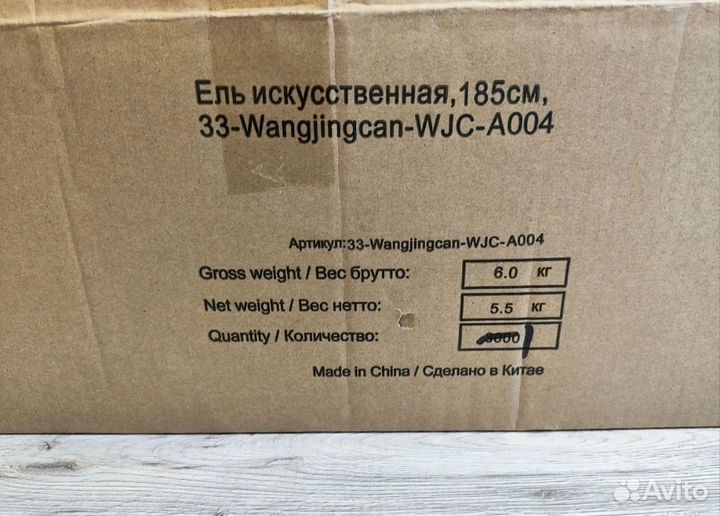 Ель искусственная,185см,
33-Wangjingcan-WJC-A004
Артикул:33-Wangjingcan-WJC-A004
Gross weight / Вес брутто: 6.0 кг
Net weight / Вес нетто: 5.5 кг
Quantity / Количество: 1
Made in China / Сделано в Китае
Avito